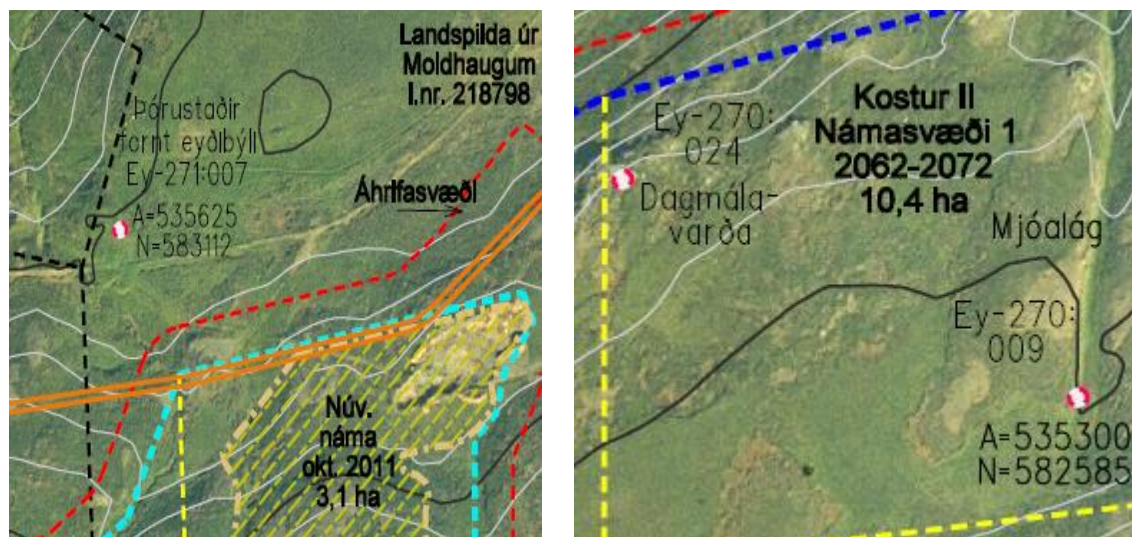 Landspilda úr
Moldhaugum
l.nr. 218798
Þórustaðir
fornt eyðibýli
Ey-271:007
A=535625
N=583112
Áhrifasvæði
Núv.
náma
okt. 2011
3,1 ha
Kostur II
Námasvæði 1
2062-2072
10,4 ha
Ey-270:
024
Dagmála-
varða
Mjóalág
Ey-270:
009
A=535300
N=582585